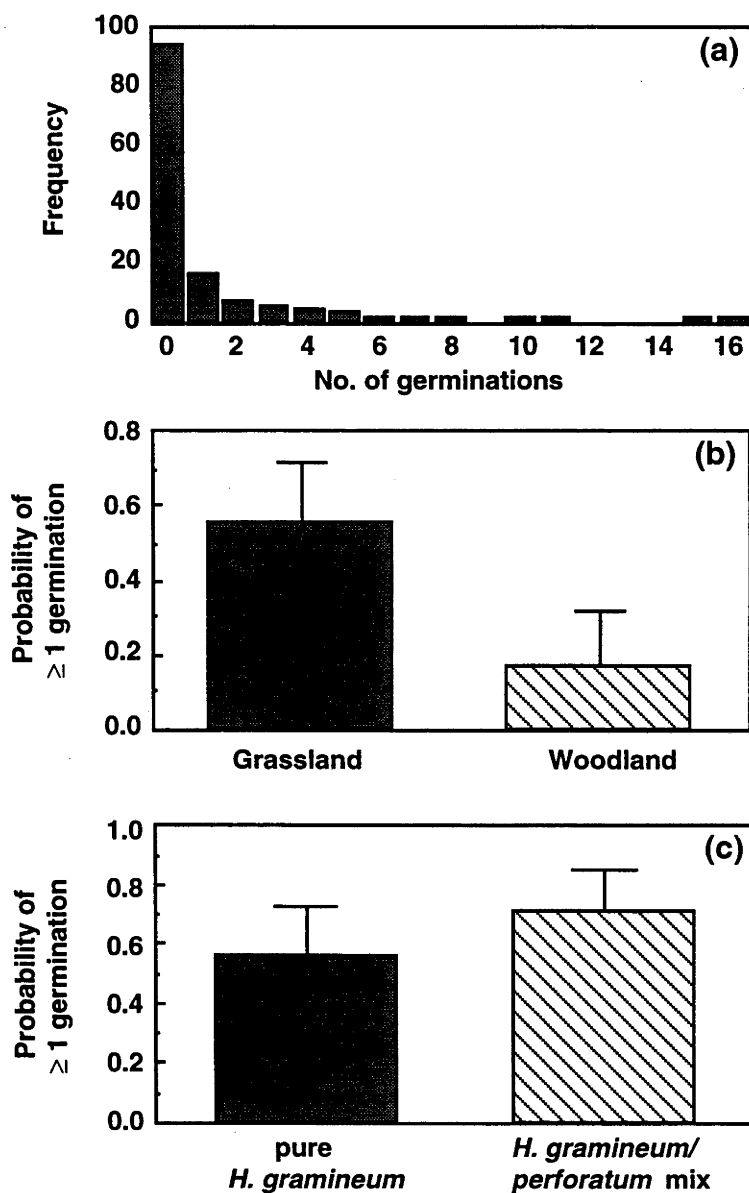 (a)
Frequency
100
80
60
40
20
0
0 2 4 6 8 10 12 14 16
No. of germinations
(b)
Probability of
≥ 1 germination
0.8
0.6
0.4
0.2
0.0
Grassland Woodland
(c)
Probability of
≥ 1 germination
1.0
0.8
0.6
0.4
0.2
0.0
pure H. gramineum/
H. gramineum perforatum mix